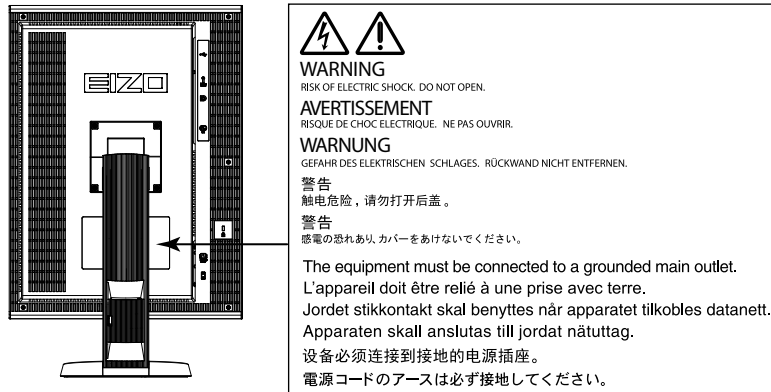 EIZO
WARNING
RISK OF ELECTRIC SHOCK. DO NOT OPEN.
AVERTISSEMENT
RISQUE DE CHOC ELECTRIQUE. NE PAS OUVRIR.
WARNUNG
GEFAHR DES ELEKTRISCHEN SCHLAGES. RÜCKWAND NICHT ENTFERNEN.
警告
触电危险，请勿打开后盖。
警告
感電の恐れあり、カバーをあけないでください。
The equipment must be connected to a grounded main outlet.
L'appareil doit être relié à une prise avec terre.
Jordet stikkontakt skal benyttes når apparatet tilkobles datanett.
Apparaten skall anslutas till jordat nätuttag.
设备必须连接到接地的电源插座。
電源コードのアースは必ず接地してください。